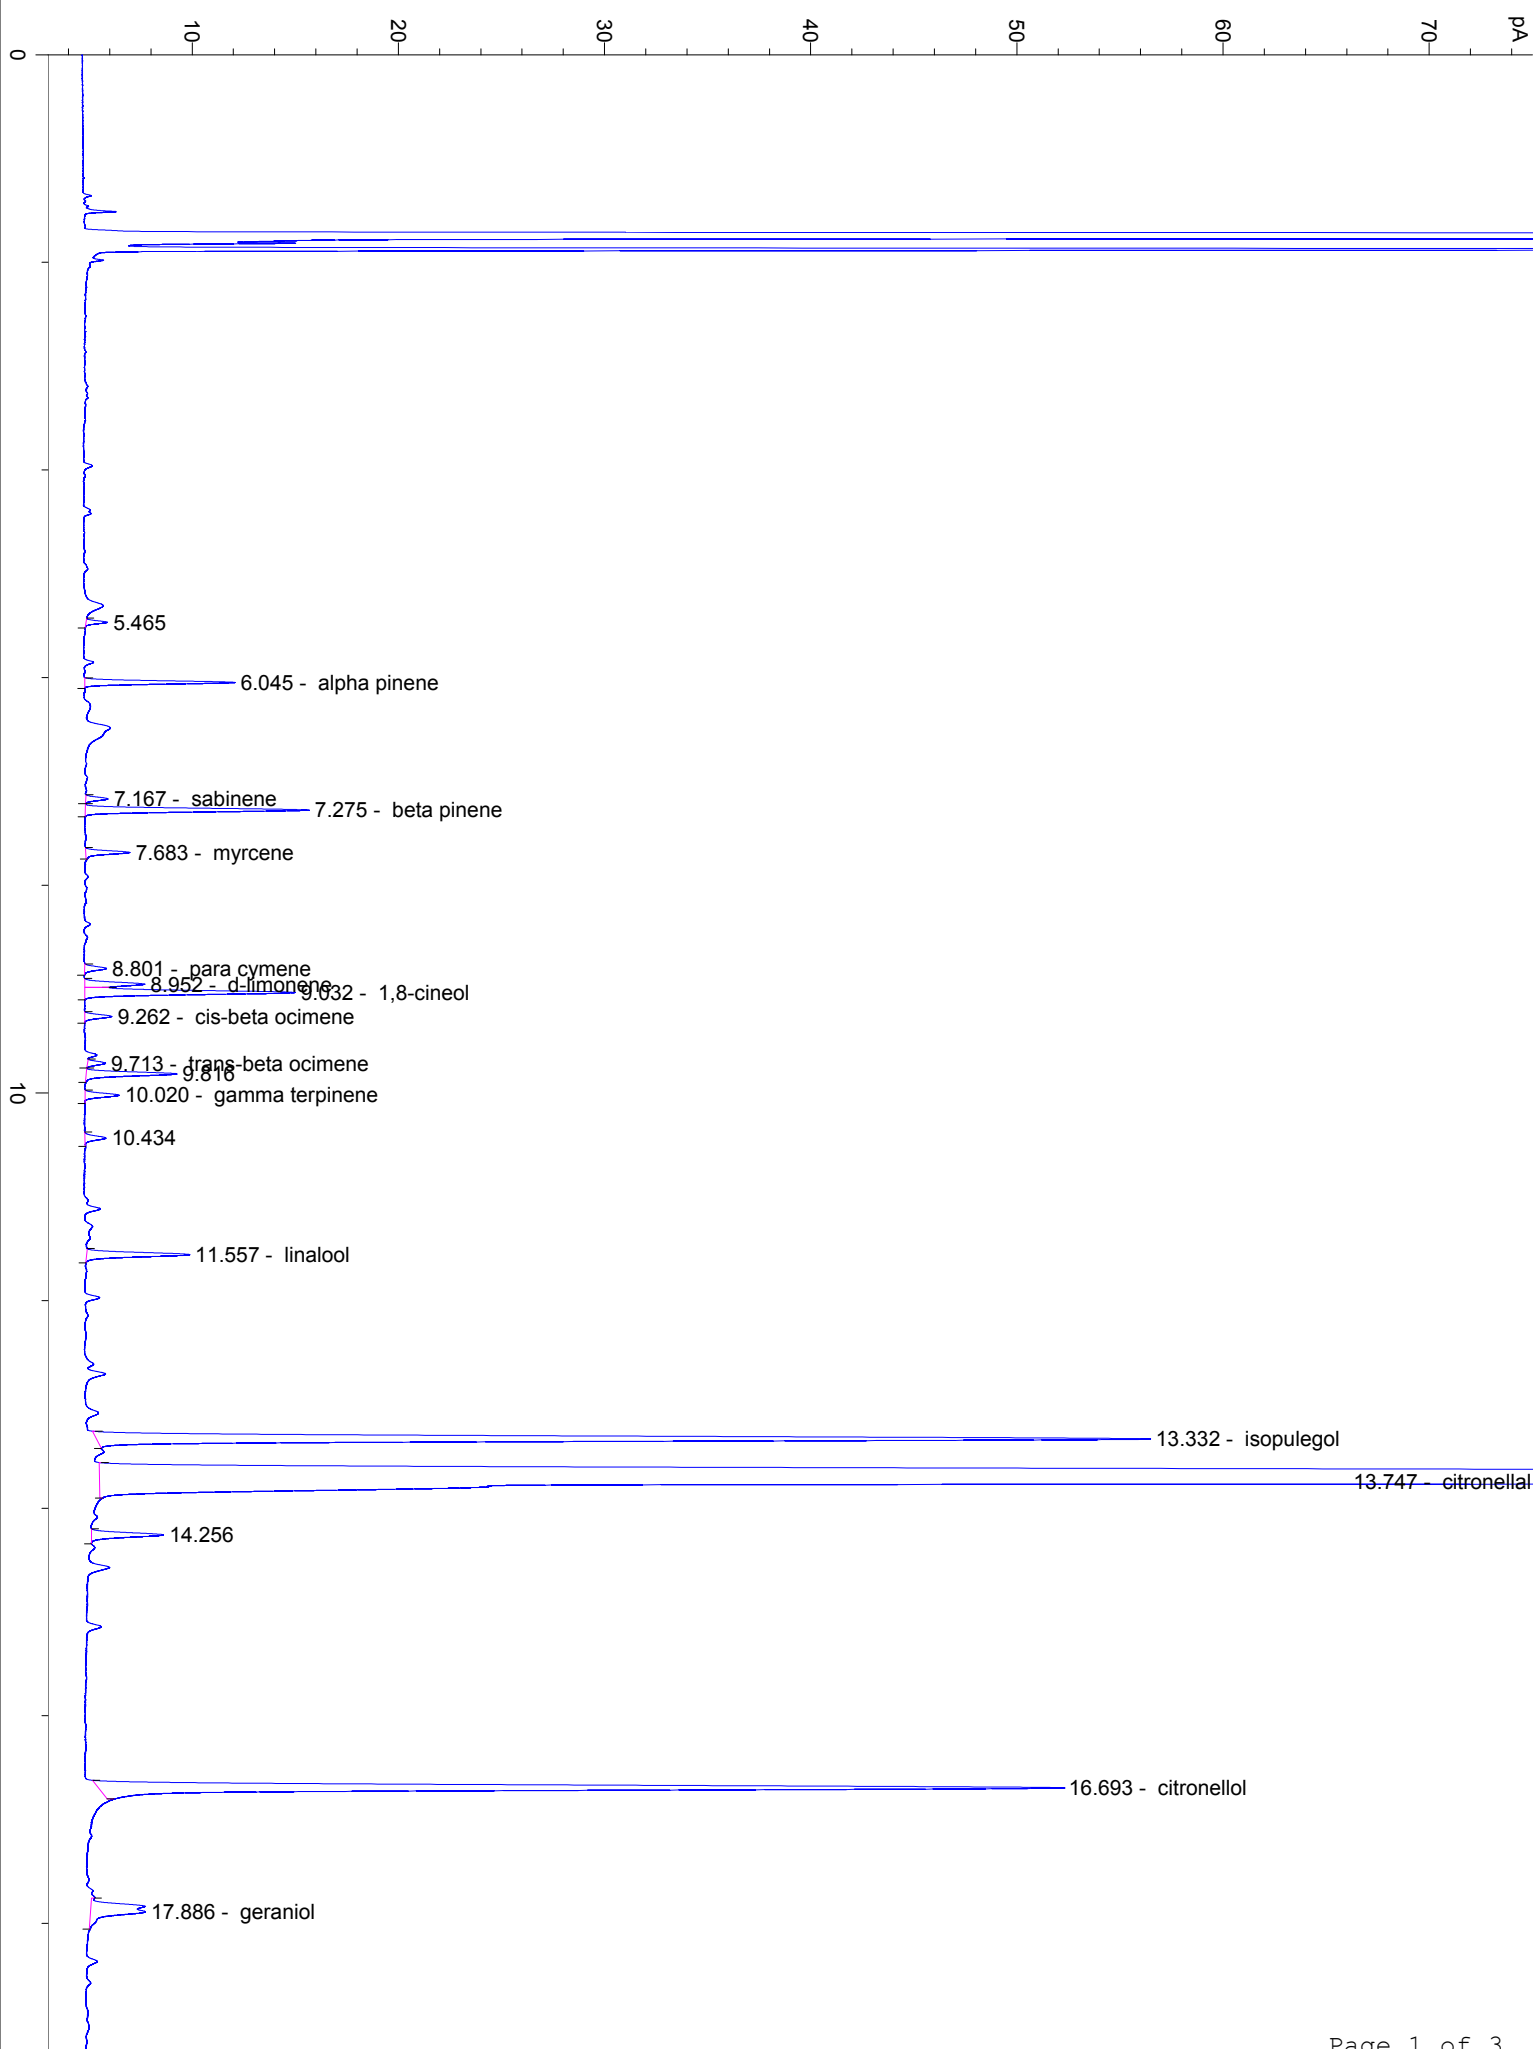 pA
10
20
30
40
50
60
70
0
5.465
6.045 - alpha pinene
7.167 - sabinene
7.275 - beta pinene
7.683 - myrcene
8.801 - para cymene
8.952 - d-limonene
9.032 - 1,8-cineol
9.262 - cis-beta ocimene
9.713 - trans-beta ocimene
9.816
10
10.020 - gamma terpinene
10.434
11.557 - linalool
13.332 - isopulegol
13.747 - citronellal
14.256
16.693 - citronellol
17.886 - geraniol
Page 1 of 3